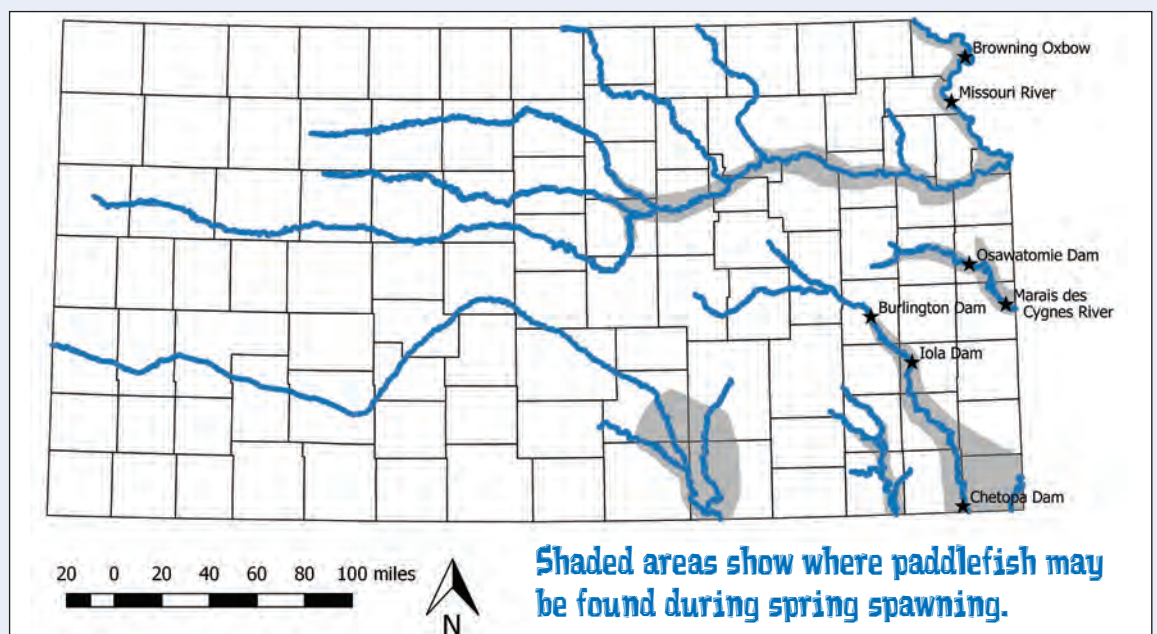 Browning Oxbow
Missouri River
Osawatomie Dam
Marais des
Cygnes River
Burlington Dam
Iola Dam
Chetopa Dam
20 0 20 40 60 80 100 miles
N
Shaded areas show where paddlefish may
be found during spring spawning.